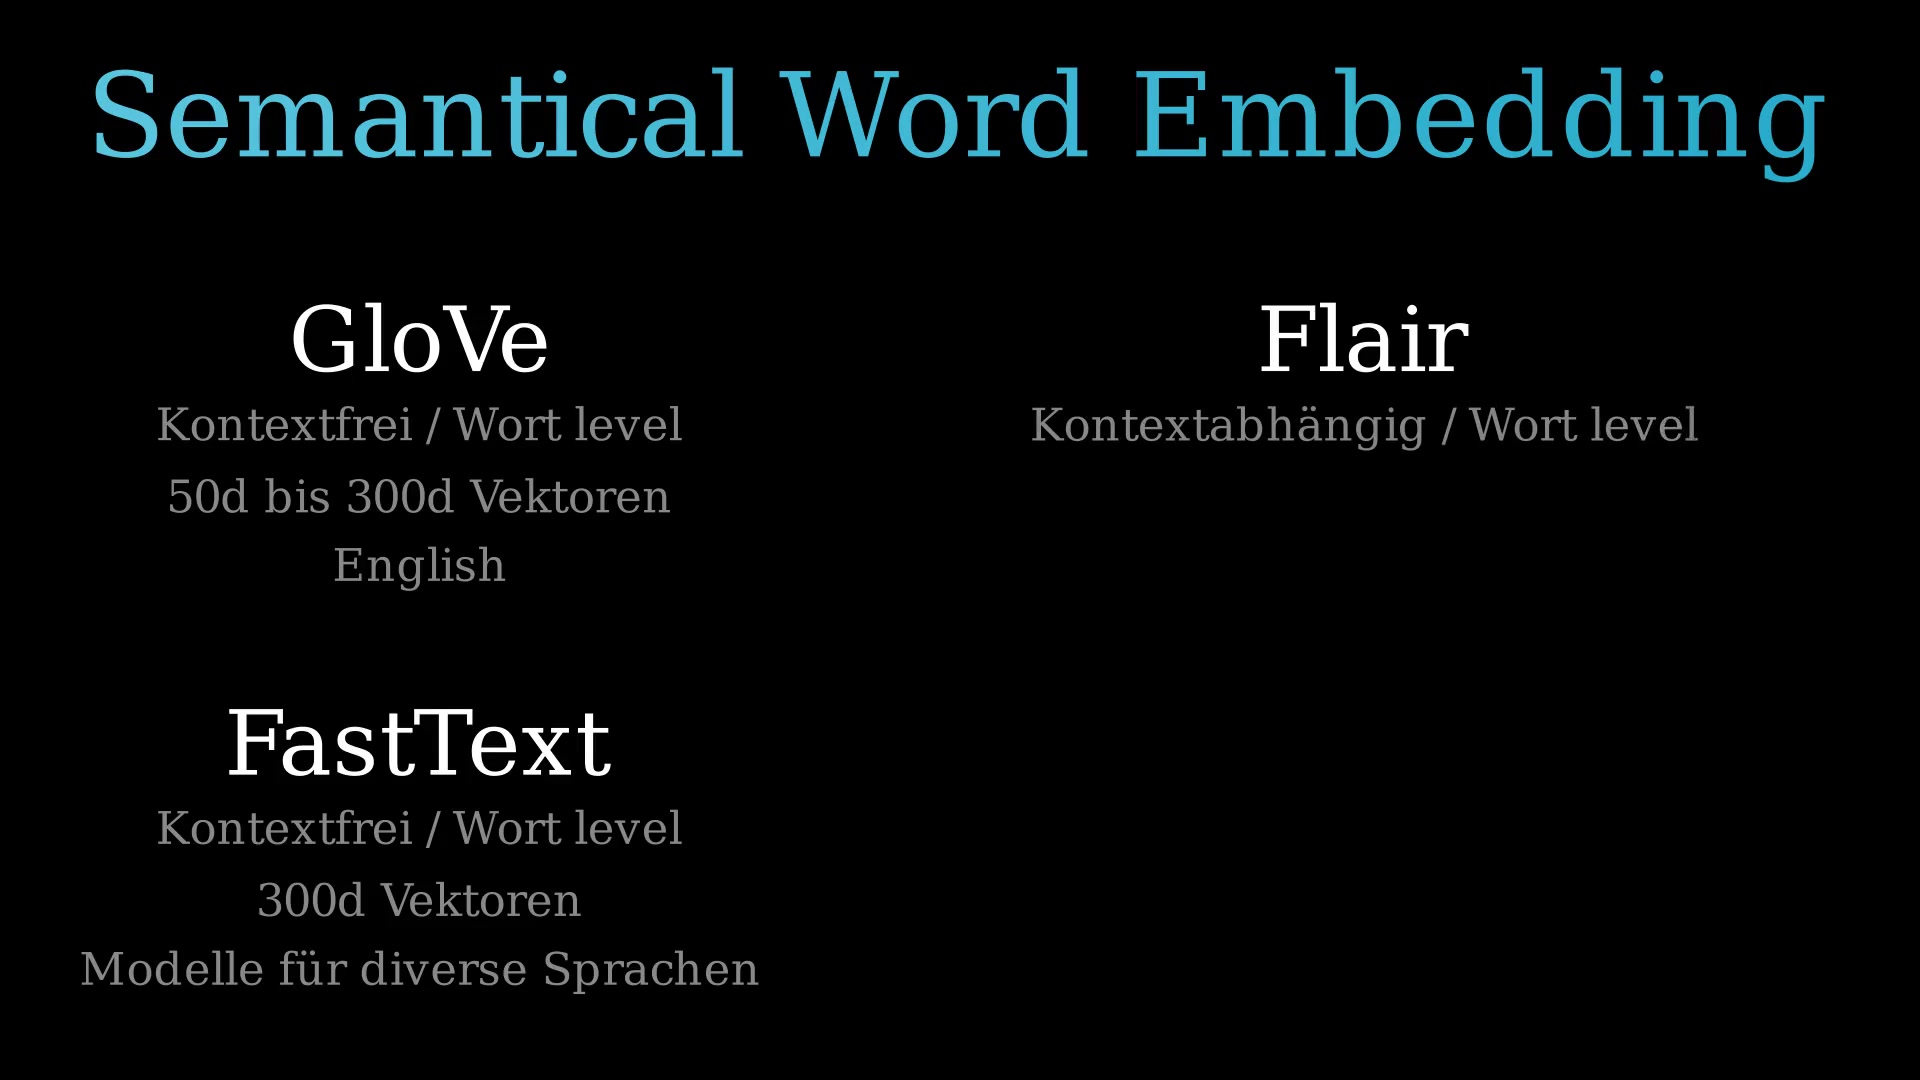 Semantical Word Embedding
GloVe
Kontextfrei / Wort level
50d bis 300d Vektoren
English
FastText
Kontextfrei / Wort level
300d Vektoren
Modelle für diverse Sprachen
Flair
Kontextabhängig / Wort level